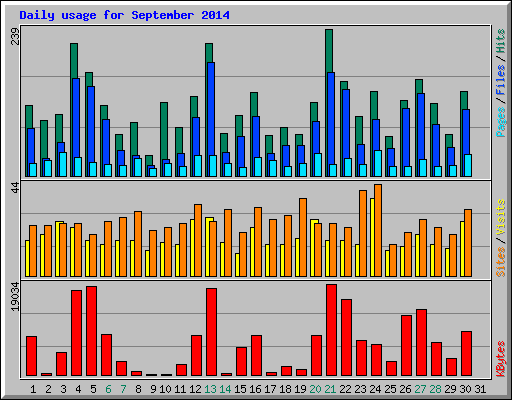 Daily usage for September 2014
239
Pages / Files / Hits
44
Sites / Visits
19034
KBytes
1 2 3 4 5 6 7 8 9 10 11 12 13 14 15 16 17 18 19 20 21 22 23 24 25 26 27 28 29 30 31